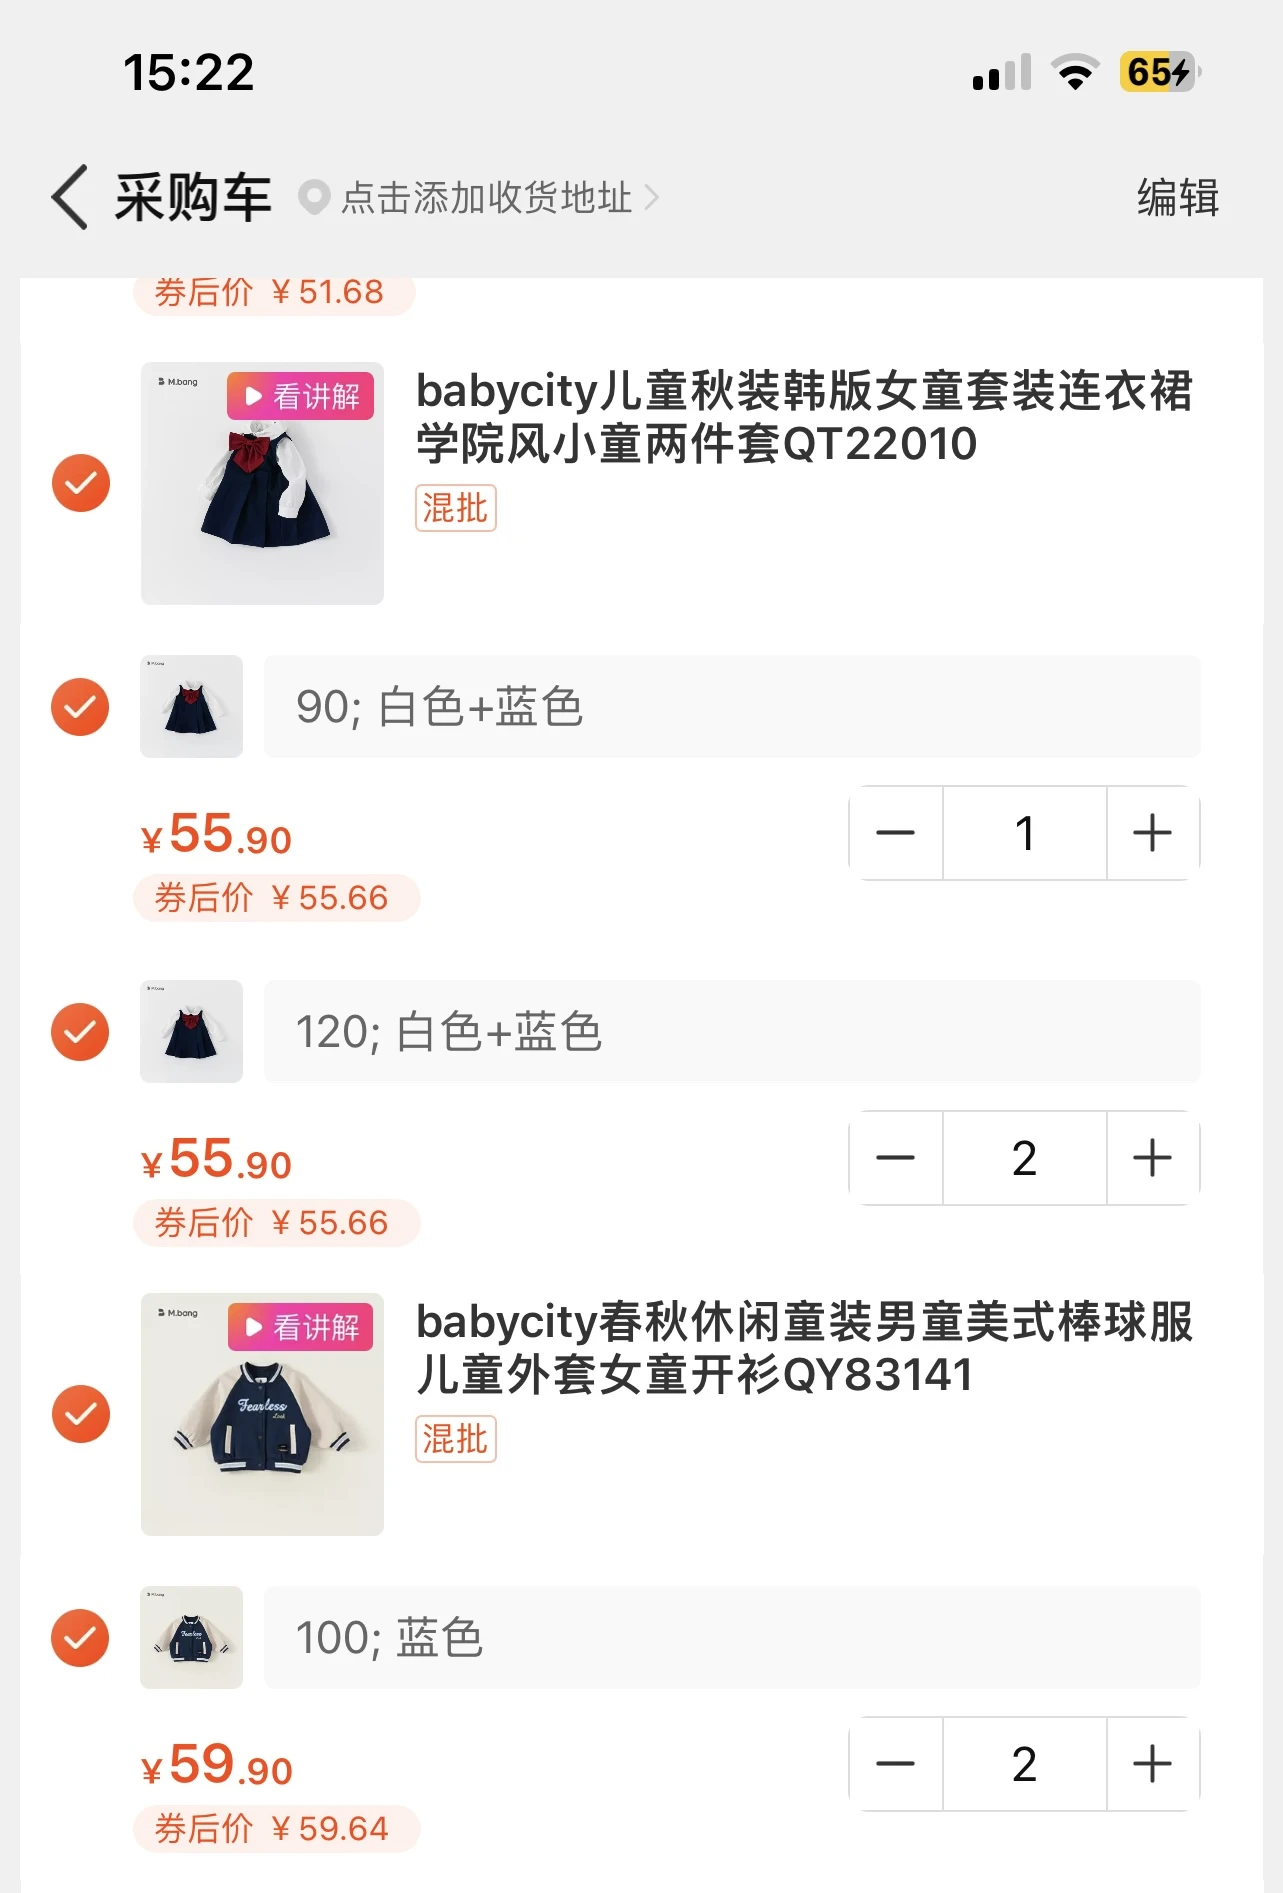 15:22
65
采购车
点击添加收货地址
编辑
券后价 ¥51.68
M.bang
看讲解
babycity儿童秋装韩版女童套装连衣裙
学院风小童两件套QT22010
混批
90; 白色+蓝色
¥55.90
1
券后价 ¥55.66
120; 白色+蓝色
¥55.90
2
券后价 ¥55.66
M.bang
看讲解
Fearless
Look
babycity春秋休闲童装男童美式棒球服
儿童外套女童开衫QY83141
混批
Fearless
100; 蓝色
¥59.90
2
券后价 ¥59.64